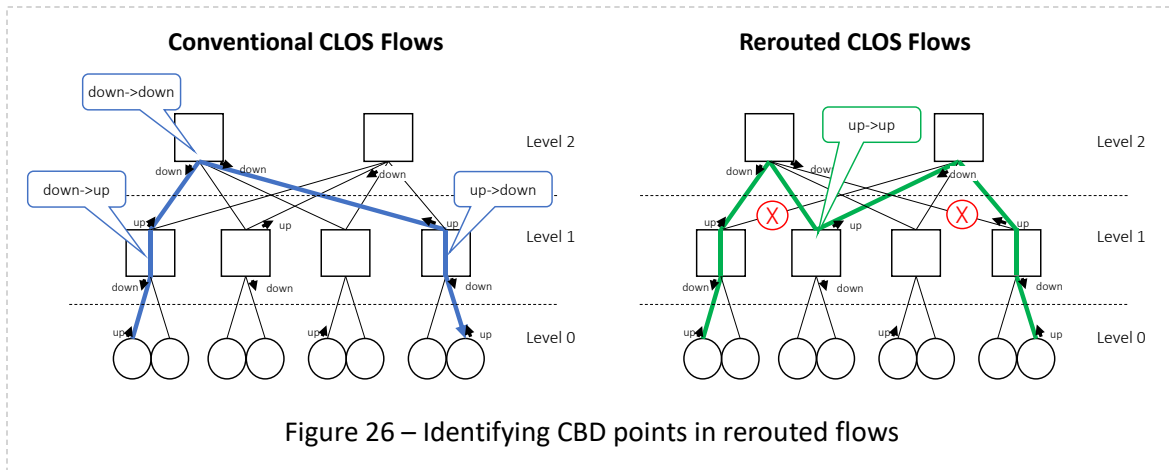 Conventional CLOS Flows
Rerouted CLOS Flows
down->down
up->up
Level 2
Level 2
down
down
down
down
down
down->up
up->down
up
up
up
up
X
X
up
up
Level 1
Level 1
down
down
down
down
down
down
up
up
up
up
up
up
Level 0
Level 0
Figure 26 – Identifying CBD points in rerouted flows